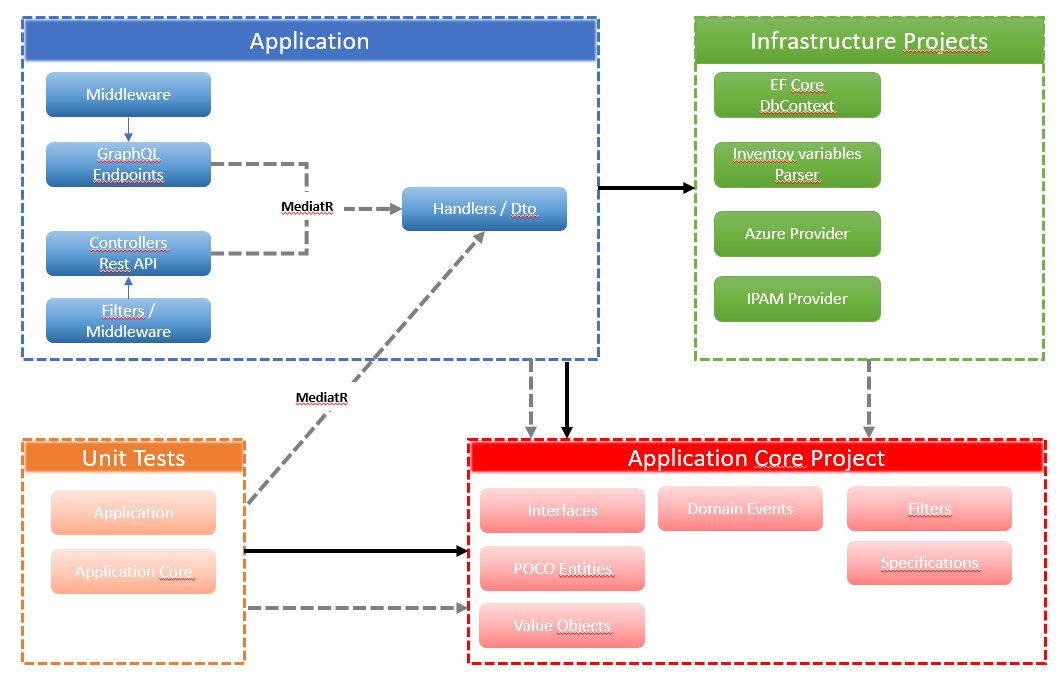 Application
Middleware
GraphQL
Endpoints
MediatR
Handlers / Dto
Controllers
Rest API
Filters /
Middleware
Infrastructure Projects
EF Core
DbContext
Inventoy variables
Parser
Azure Provider
IPAM Provider
MediatR
Unit Tests
Application
Application Core
Application Core Project
Interfaces
Domain Events
Filters
POCO Entities
Specifications
Value Objects